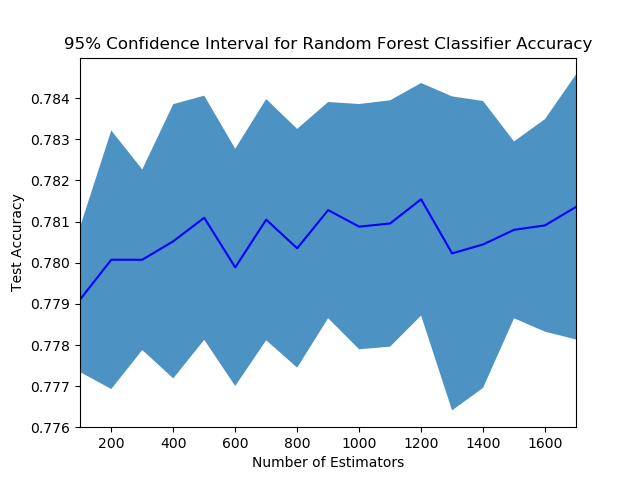 95% Confidence Interval for Random Forest Classifier Accuracy
0.784
0.783
0.782
0.781
0.780
0.779
0.778
0.777
0.776
Test Accuracy
200 400 600 800 1000 1200 1400 1600
Number of Estimators